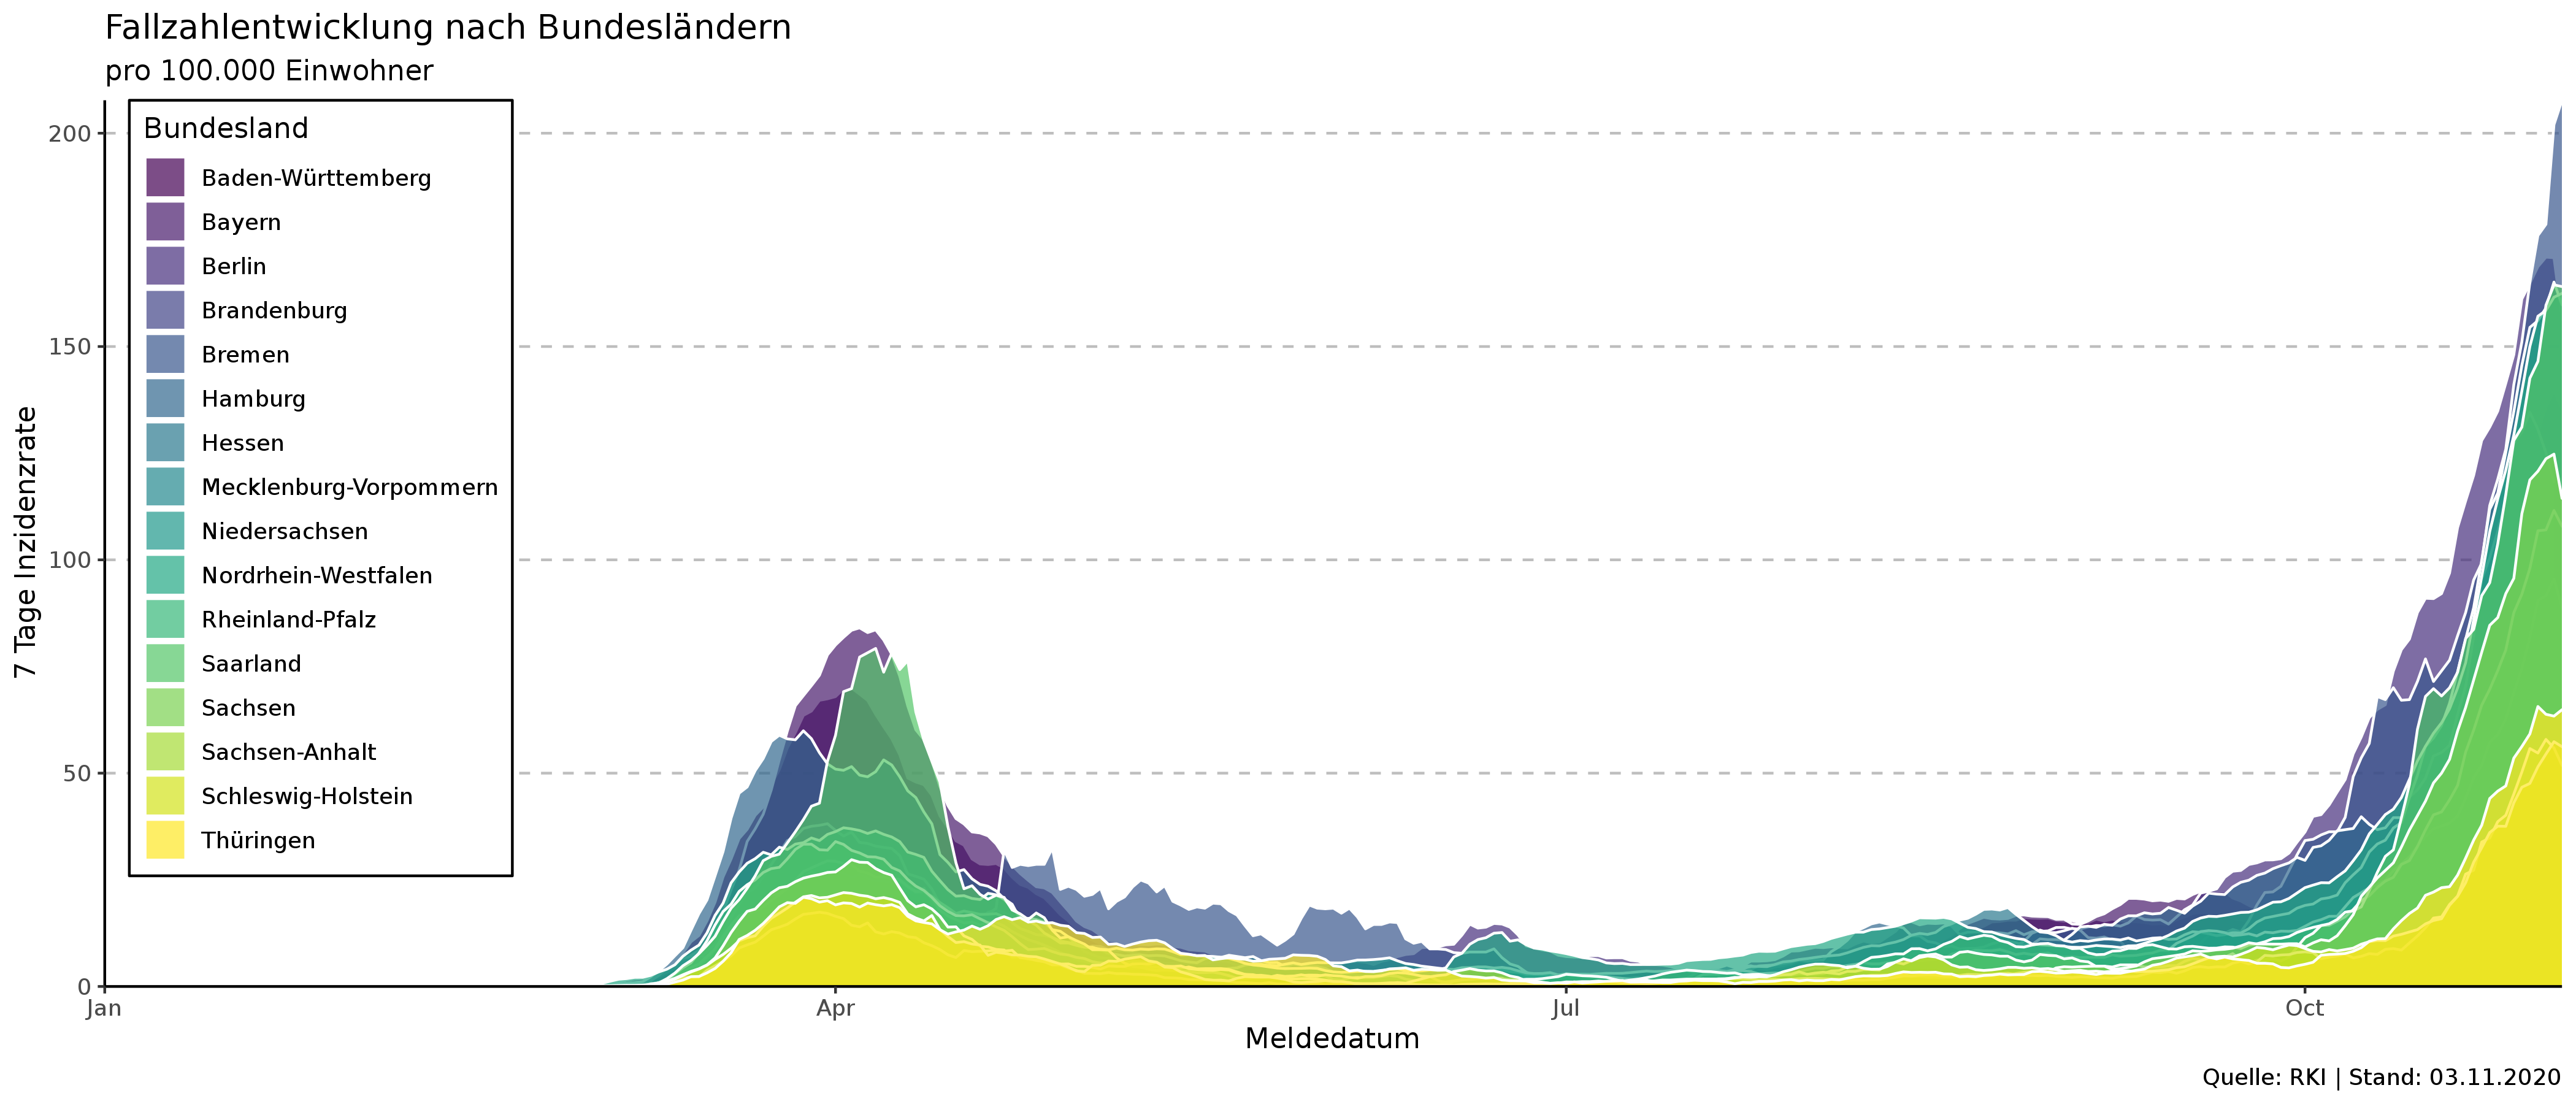 Fallzahlentwicklung nach Bundesländern
pro 100.000 Einwohner
Bundesland
Baden-Württemberg
Bayern
Berlin
Brandenburg
Bremen
Hamburg
Hessen
Mecklenburg-Vorpommern
Niedersachsen
Nordrhein-Westfalen
Rheinland-Pfalz
Saarland
Sachsen
Sachsen-Anhalt
Schleswig-Holstein
Thüringen
7 Tage Inzidenzrate
200
150
100
50
0
Jan
Apr
Jul
Oct
Meldedatum
Quelle: RKI | Stand: 03.11.2020